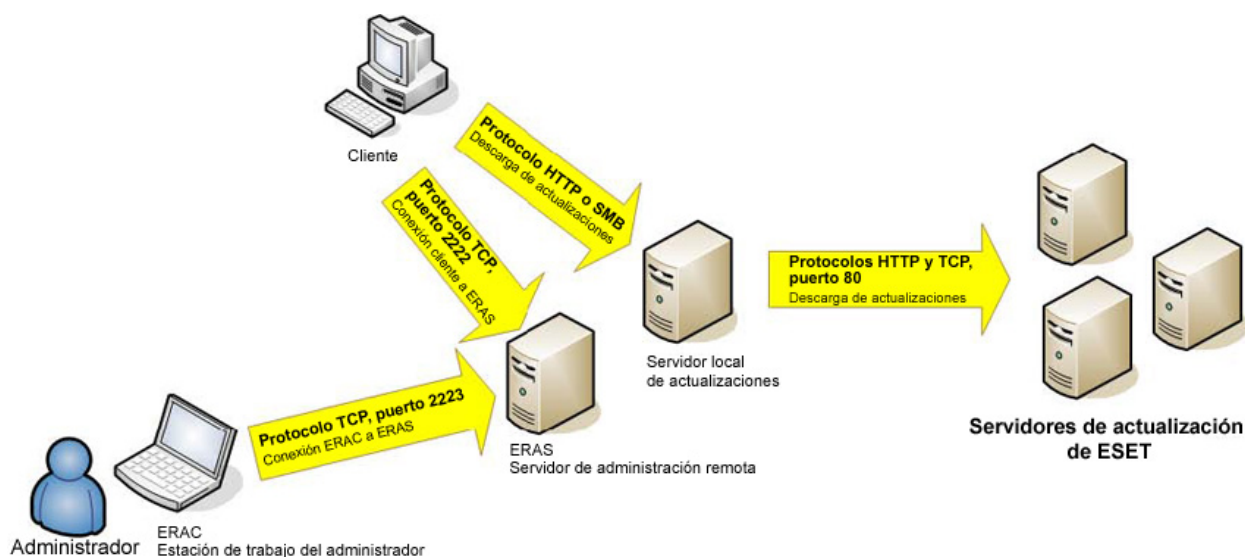 Cliente
Protocolo HTTP o SMB
Descarga de actualizaciones
Protocolo TCP,
puerto 2222
Conexión cliente a ERAS
Protocolos HTTP y TCP,
puerto 80
Descarga de actualizaciones
Servidor local
de actualizaciones
Servidores de actualización
de ESET
Protocolo TCP, puerto 2223
Conexión ERAC a ERAS
ERAS
Servidor de administración remota
Administrador
ERAC
Estación de trabajo del administrador